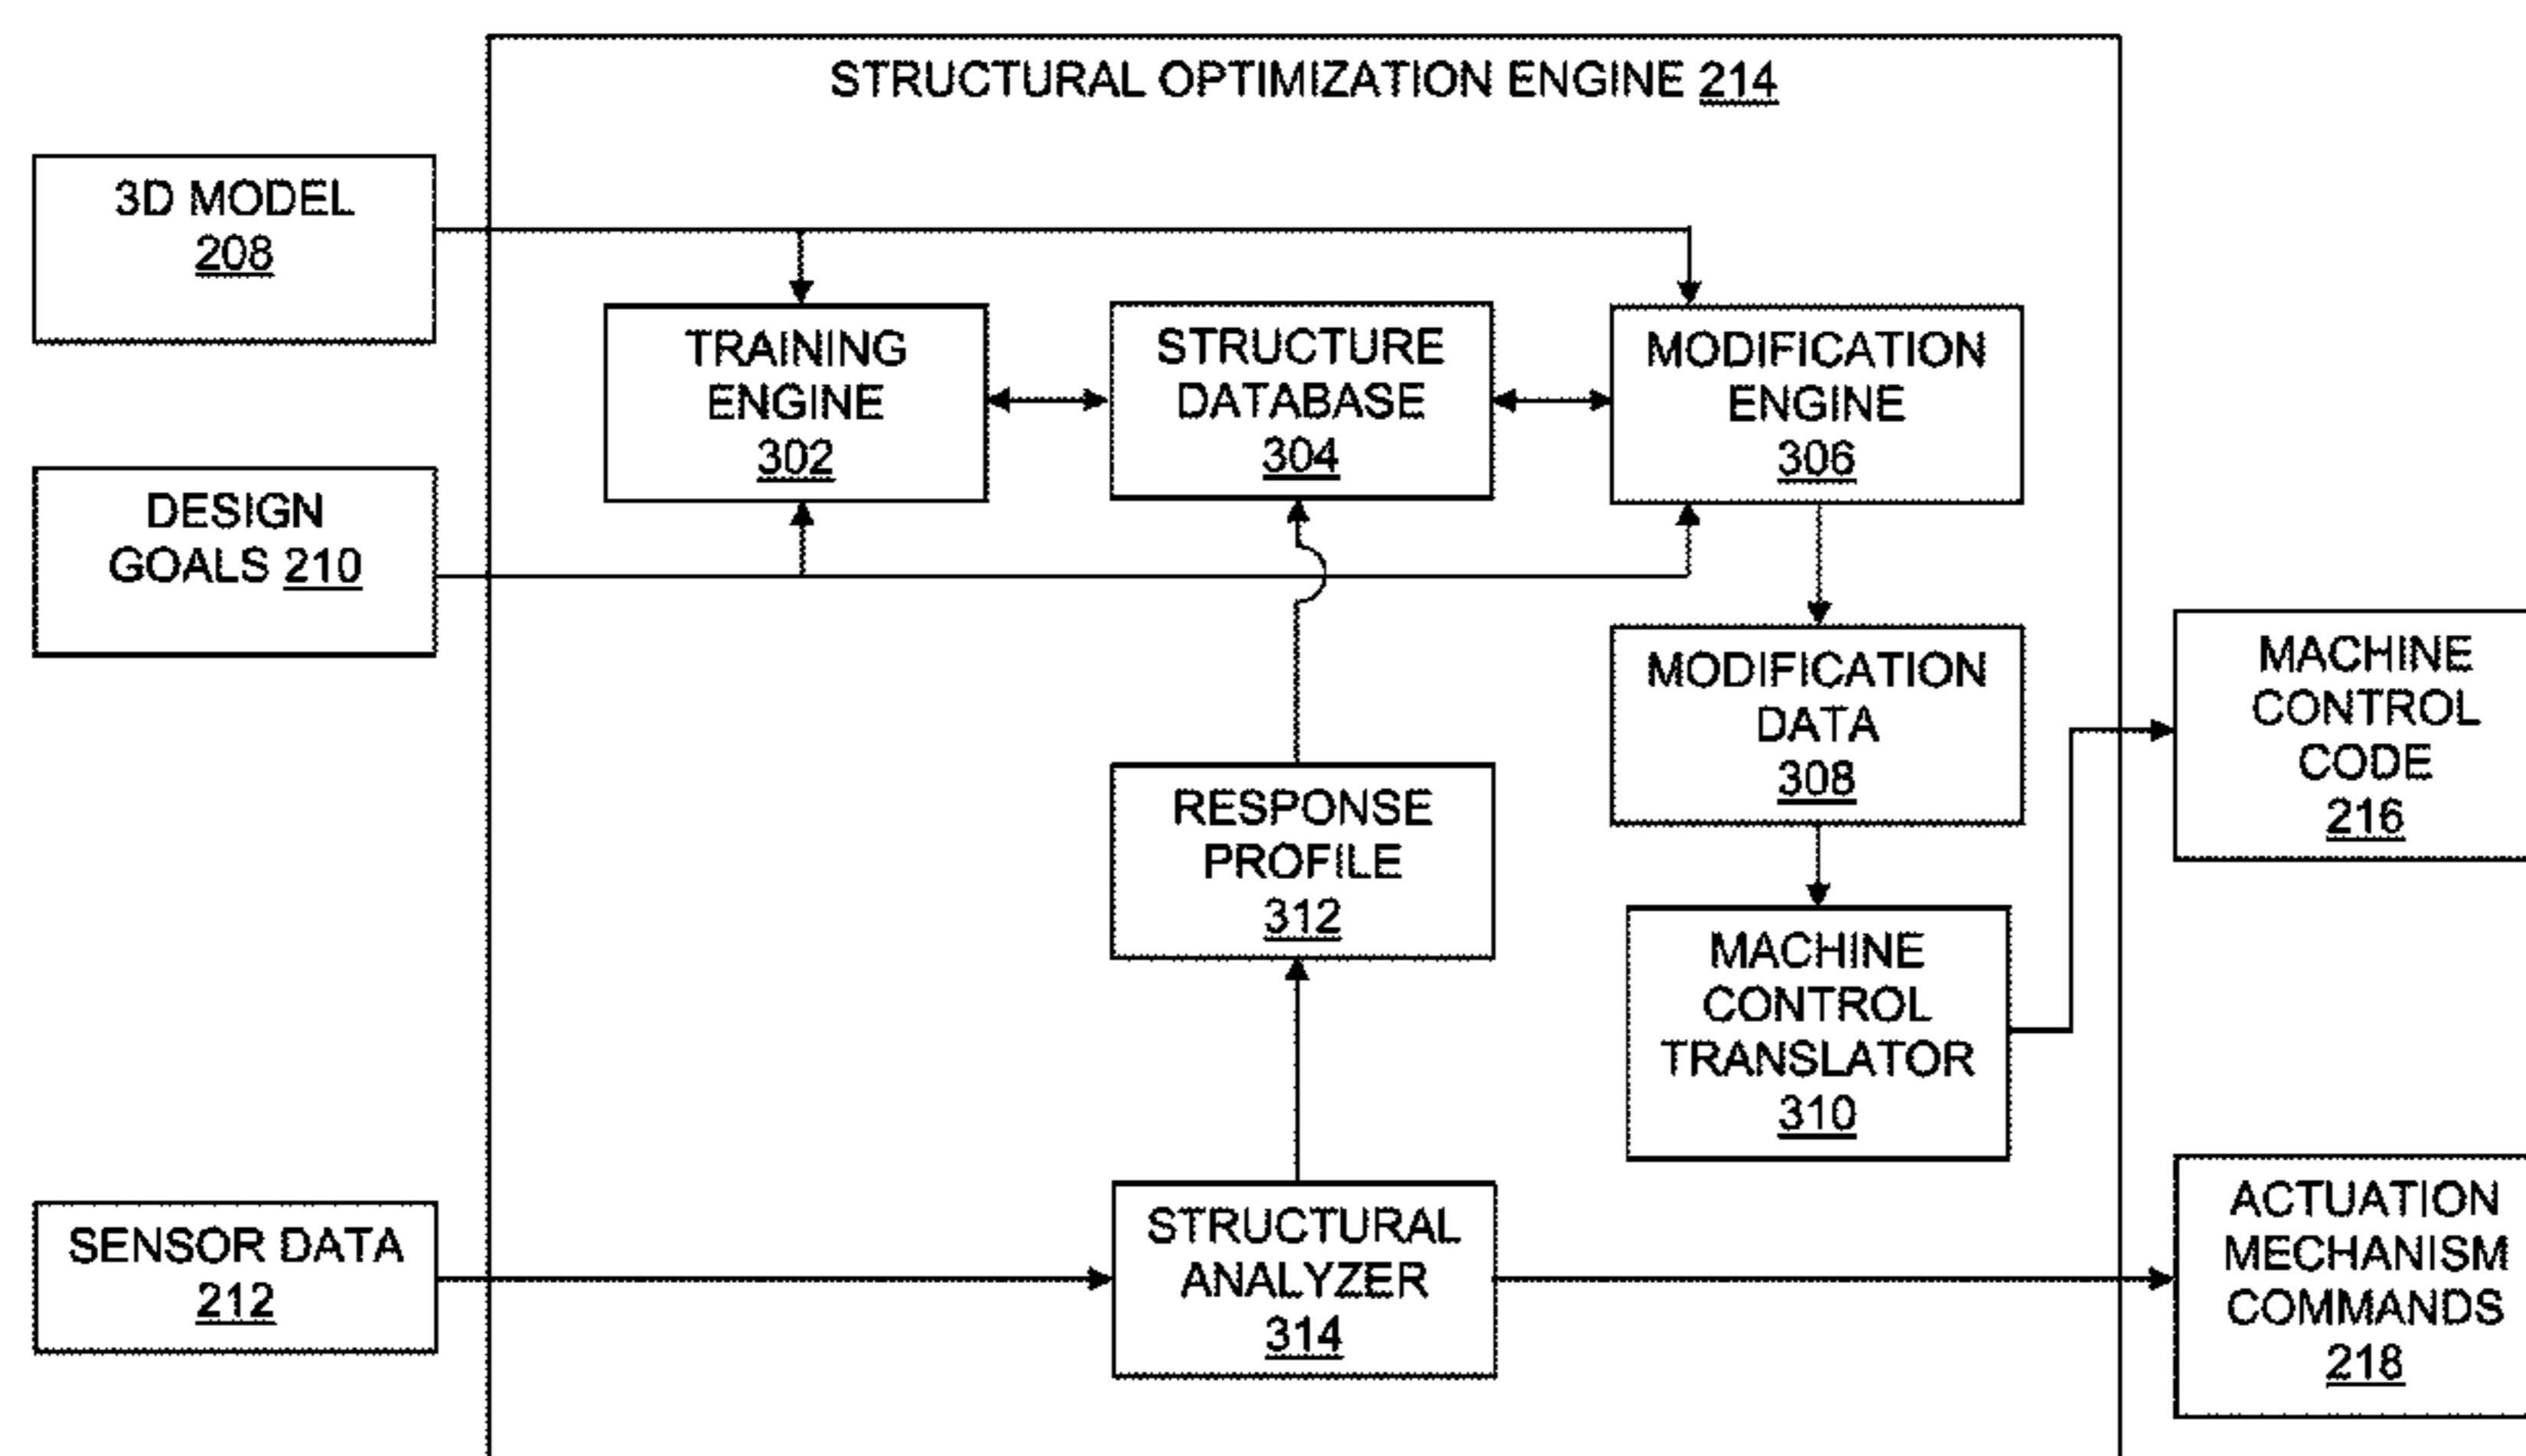 STRUCTURAL OPTIMIZATION ENGINE 214
3D MODEL
208
TRAINING
ENGINE
302
STRUCTURE
DATABASE
304
MODIFICATION
ENGINE
306
DESIGN
GOALS 210
MODIFICATION
DATA
308
MACHINE
CONTROL
CODE
216
RESPONSE
PROFILE
312
MACHINE
CONTROL
TRANSLATOR
310
SENSOR DATA
212
STRUCTURAL
ANALYZER
314
ACTUATION
MECHANISM
COMMANDS
218